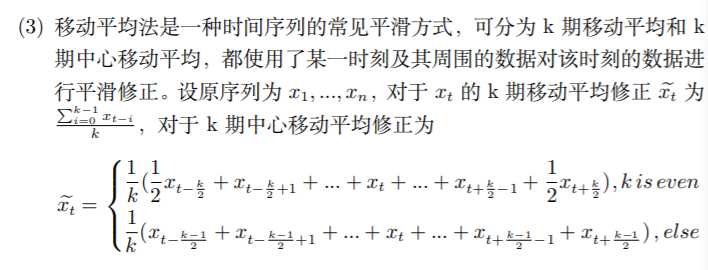 (3) 移动平均法是一种时间序列的常见平滑方式，可分为 k 期移动平均和 k
期中心移动平均，都使用了某一时刻及其周围的数据对该时刻的数据进
行平滑修正。设原序列为 $x_1, ..., x_n$，对于 $x_t$ 的 k 期移动平均修正 $\widetilde{x}_t$ 为
$\frac{\sum_{i=0}^{k-1} x_{t-i}}{k}$，对于 k 期中心移动平均修正为
$\widetilde{x}_t = \begin{cases} \frac{1}{k}(\frac{1}{2}x_{t-\frac{k}{2}} + x_{t-\frac{k}{2}+1} + ... + x_t + ... + x_{t+\frac{k}{2}-1} + \frac{1}{2}x_{t+\frac{k}{2}}), k\ is\ even \\ \frac{1}{k}(x_{t-\frac{k-1}{2}} + x_{t-\frac{k-1}{2}+1} + ... + x_t + ... + x_{t+\frac{k-1}{2}-1} + x_{t+\frac{k-1}{2}}), else \end{cases}$